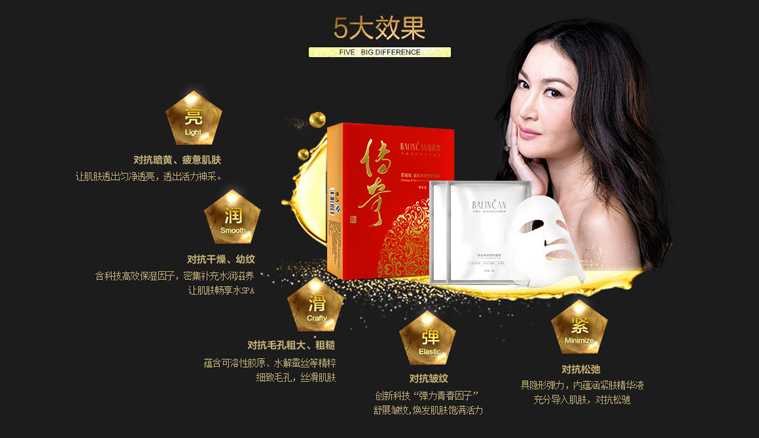 5大效果
FIVE BIG DIFFERENCE
亮
Light
对抗暗黄、疲惫肌肤
让肌肤透出匀净透亮，透出活力神采。
润
Smooth
对抗干燥、幼纹
含科技高效保湿因子，密集补充水润滋养
让肌肤畅享水SPA
滑
Crafty
对抗毛孔粗大、粗糙
蕴含可溶性胶原、水解蚕丝等精粹
细致毛孔，丝滑肌肤
弹
Elastic
对抗皱纹
创新科技“弹力青春因子”
舒展皱纹,焕发肌肤饱满活力
紧
Minimize
对抗松弛
具隐形弹力，内蕴涵紧肤精华液
充分导入肌肤，对抗松驰
传奇
BALINCAN
BALINCAN